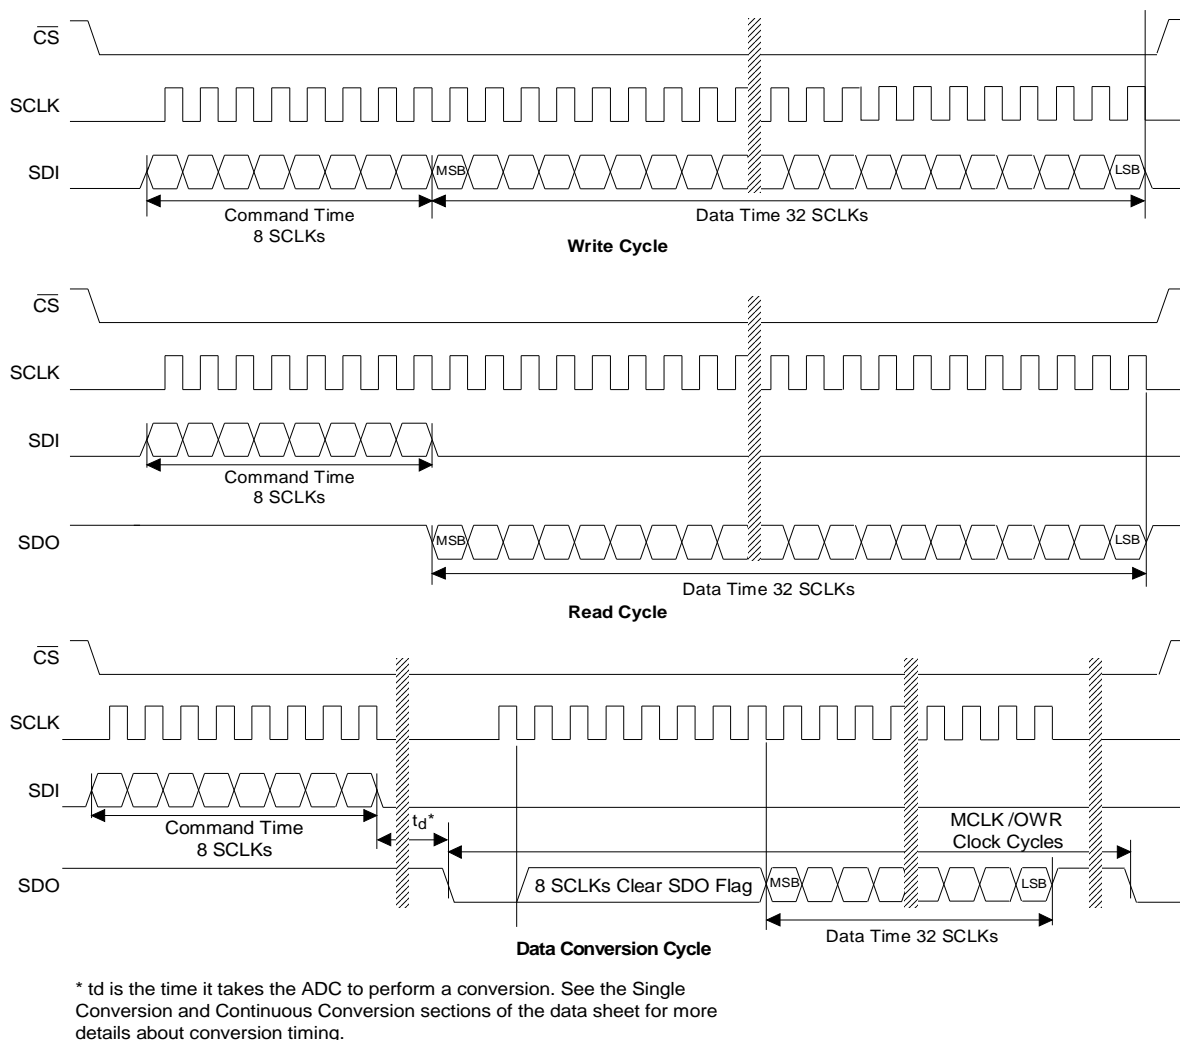 CS
SCLK
SDI
MSB
LSB
Command Time
8 SCLKs
Data Time 32 SCLKs
Write Cycle
CS
SCLK
SDI
Command Time
8 SCLKs
SDO
MSB
LSB
Data Time 32 SCLKs
Read Cycle
CS
SCLK
SDI
Command Time
8 SCLKs
td*
MCLK /OWR
Clock Cycles
SDO
8 SCLKs Clear SDO Flag
MSB
LSB
Data Time 32 SCLKs
Data Conversion Cycle
* td is the time it takes the ADC to perform a conversion. See the Single
Conversion and Continuous Conversion sections of the data sheet for more
details about conversion timing.